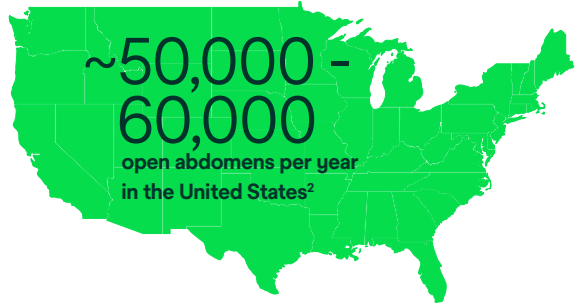 ~50,000 -
60,000
open abdomens per year
in the United States²